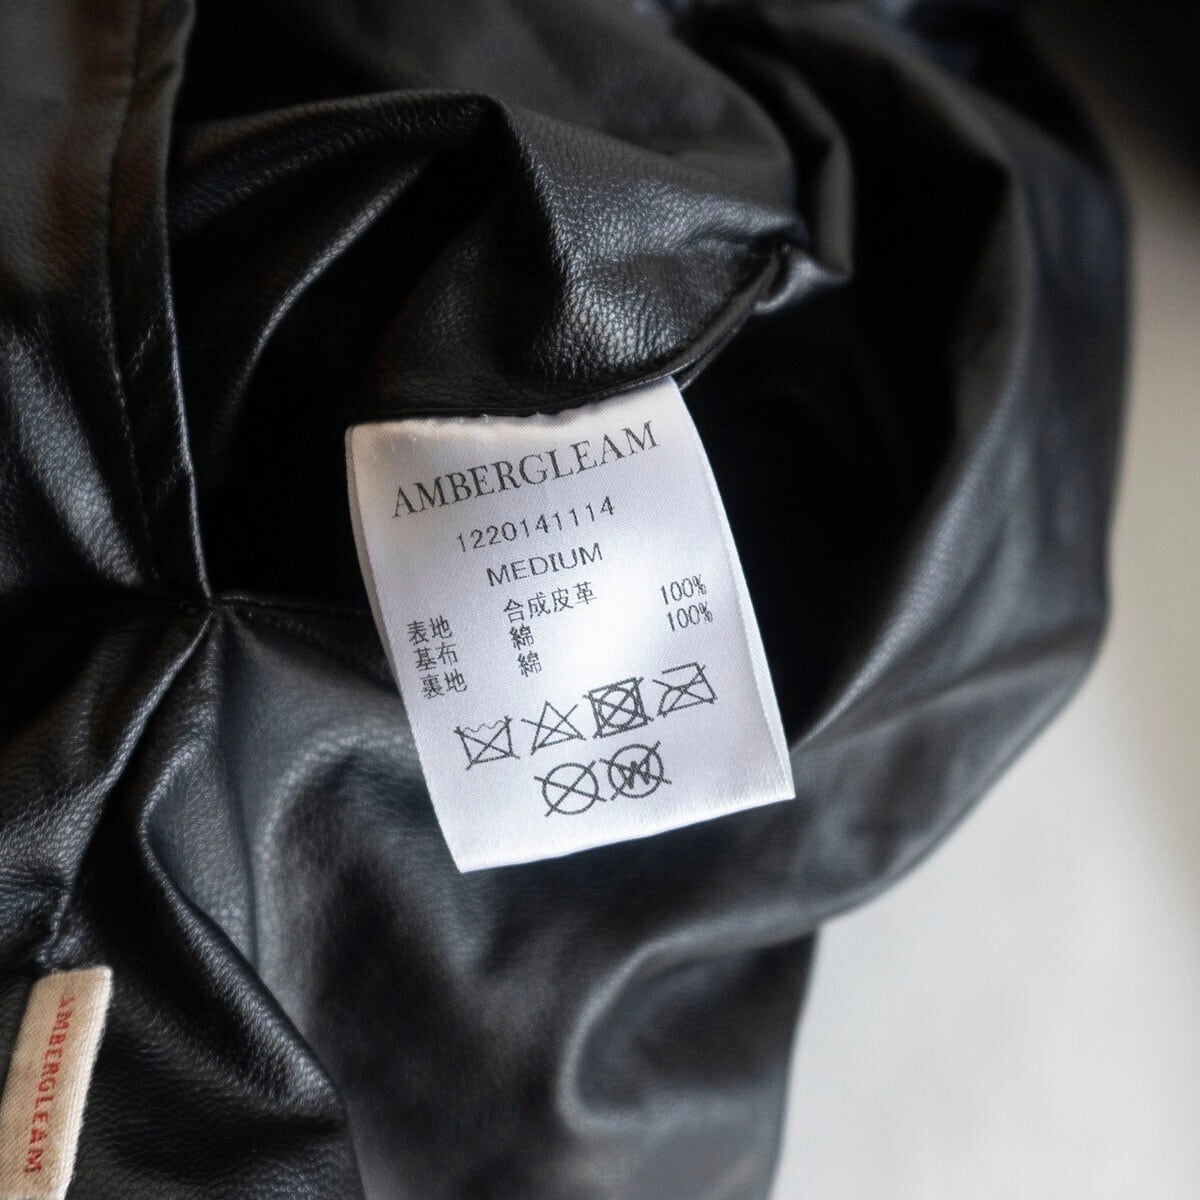 AMBERGLEAM
1220141114
MEDIUM
表地 合成皮革
基布 綿 100%
裏地 綿 100%
W
AMBERGLEAM